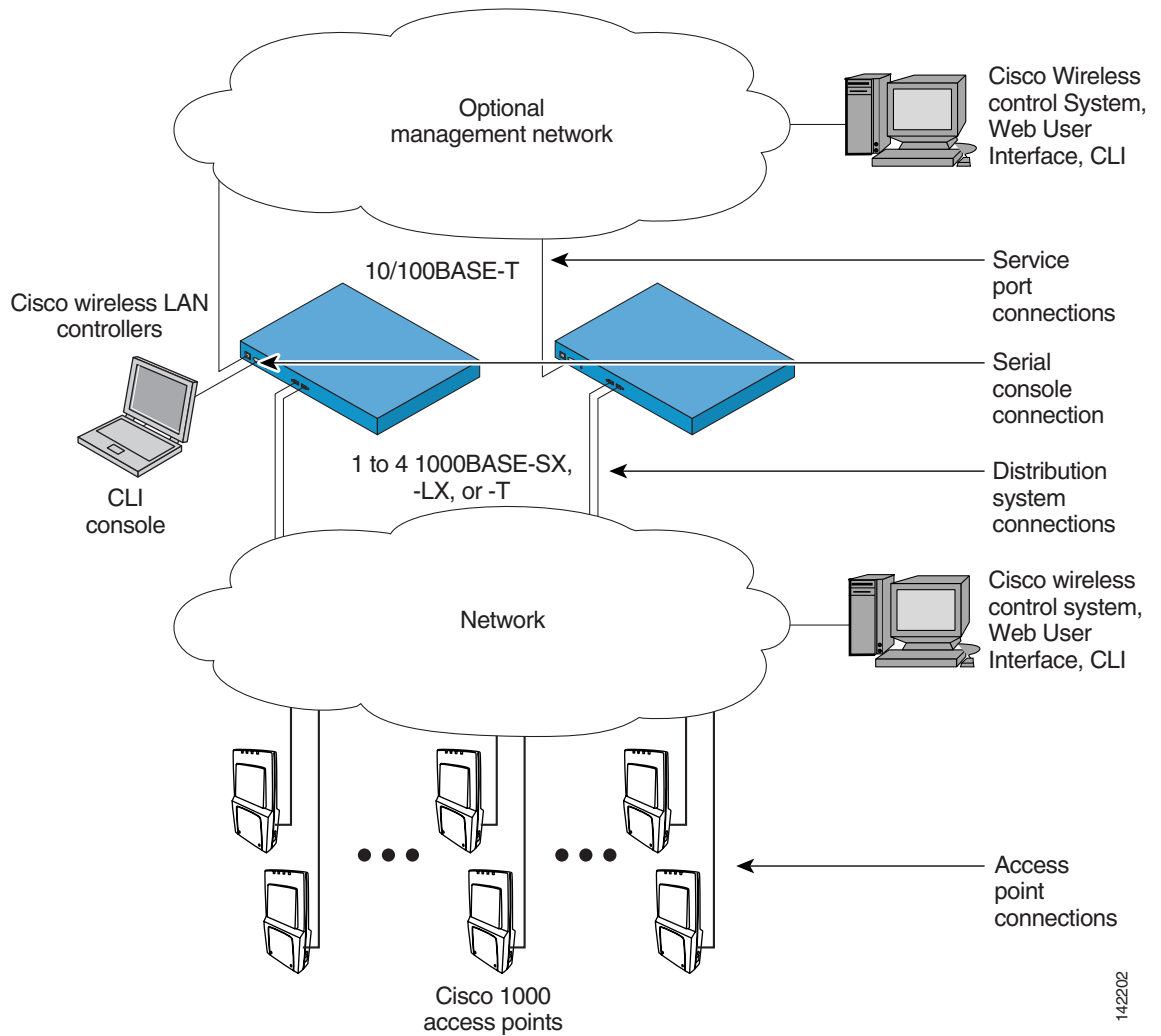 Optional
management network
Cisco Wireless
control System,
Web User
Interface, CLI
10/100BASE-T
Service
port
connections
Cisco wireless LAN
controllers
Serial
console
connection
CLI
console
1 to 4 1000BASE-SX,
-LX, or -T
Distribution
system
connections
Network
Cisco wireless
control system,
Web User
Interface, CLI
Access
point
connections
Cisco 1000
access points
142202